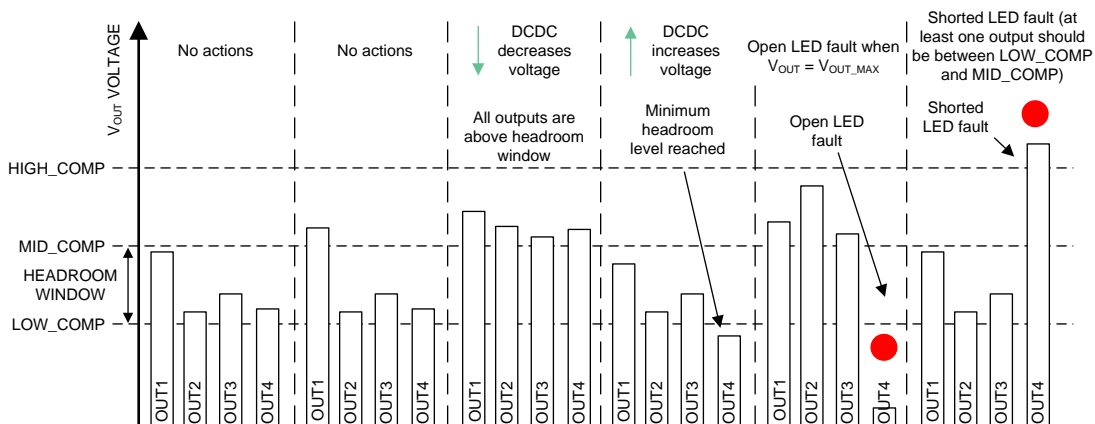 VOUT VOLTAGE
No actions
No actions
DCDC
decreases
voltage
All outputs are
above headroom
window
DCDC
increases
voltage
Minimum
headroom
level reached
Open LED fault when
VOUT = VOUT_MAX
Open LED
fault
Shorted LED fault (at
least one output should
be between LOW_COMP
and MID_COMP)
Shorted
LED fault
HIGH_COMP
MID_COMP
HEADROOM
WINDOW
LOW_COMP
OUT1
OUT2
OUT3
OUT4
OUT1
OUT2
OUT3
OUT4
OUT1
OUT2
OUT3
OUT4
OUT1
OUT2
OUT3
OUT4
OUT1
OUT2
OUT3
OUT4
OUT1
OUT2
OUT3
OUT4